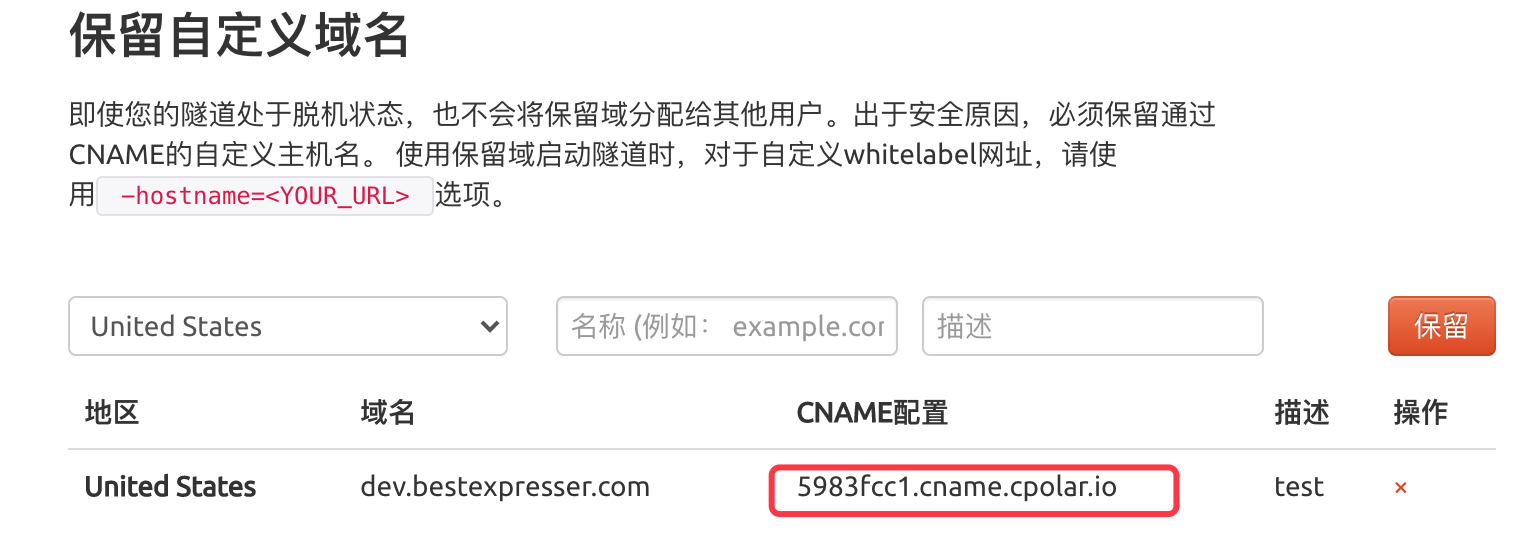 保留自定义域名
即使您的隧道处于脱机状态，也不会将保留域分配给其他用户。出于安全原因，必须保留通过
CNAME的自定义主机名。 使用保留域启动隧道时，对于自定义whitelabel网址，请使
用 -hostname=<YOUR_URL> 选项。
United States 名称 (例如： example.cor 描述 保留
地区 域名 CNAME配置 描述 操作
United States dev.bestexpresser.com 5983fcc1.cname.cpolar.io test ×